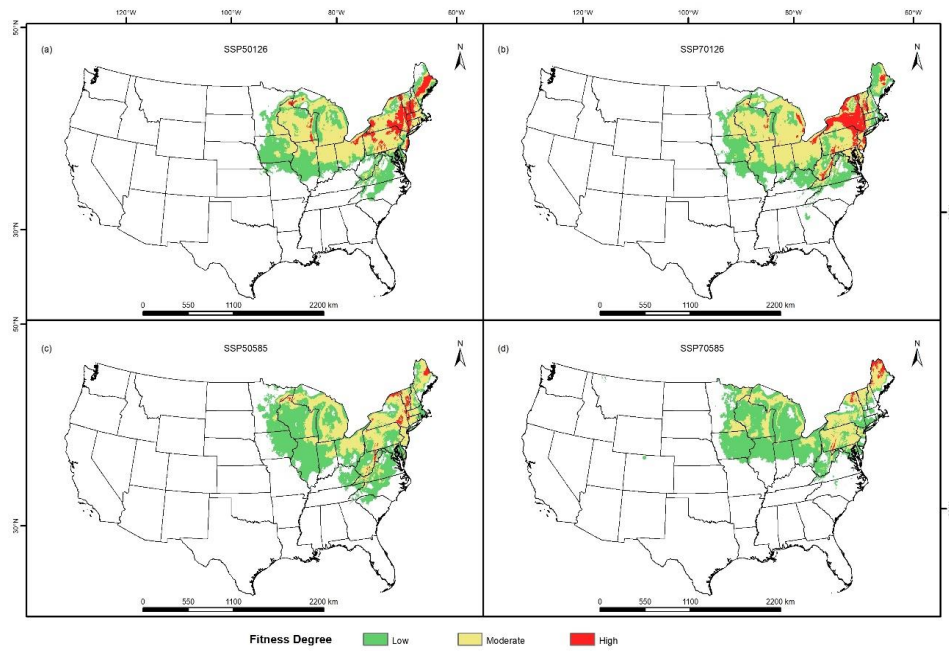 120°W 100°W 80°W 60°W 120°W 100°W 80°W 60°W
50°N
(a) SSP50126 N
(b) SSP70126 N
30°N
0 550 1100 2200 km
0 550 1100 2200 km
50°N
(c) SSP50585 N
(d) SSP70585 N
30°N
0 550 1100 2200 km
0 550 1100 2200 km
Fitness Degree Low Moderate High